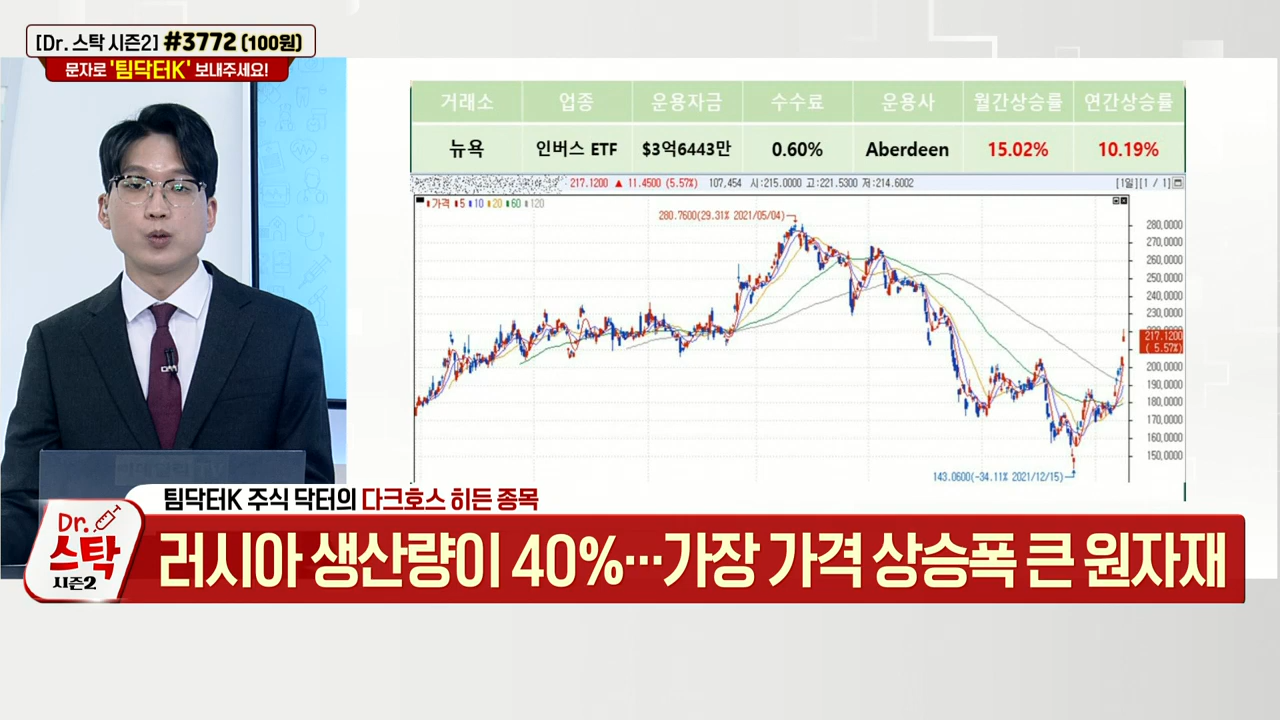 [Dr. 스탁 시즌2] #3772 (100원)
문자로 '팀닥터K' 보내주세요!
거래소 업종 운용자금 수수료 운용사 월간상승률 연간상승률
뉴욕 인버스 ETF $3억6443만 0.60% Aberdeen 15.02% 10.19%
217.1200 ▲ 11.4500 (5.57%) 107,454 시:215.0000 고:221.5300 저:214.6002 [1일][1 / 1]
가격 5 10 20 60 120
280.7600(29.31% 2021/05/04)
280,0000
270,0000
260,0000
250,0000
240,0000
230,0000
220,0000
217.1200
( 5.57%)
200,0000
190,0000
180,0000
170,0000
160,0000
150,0000
143.0600(-34.11% 2021/12/15)
팀닥터K 주식 닥터의 다크호스 히든 종목
Dr.
스탁
시즌2
러시아 생산량이 40%…가장 가격 상승폭 큰 원자재